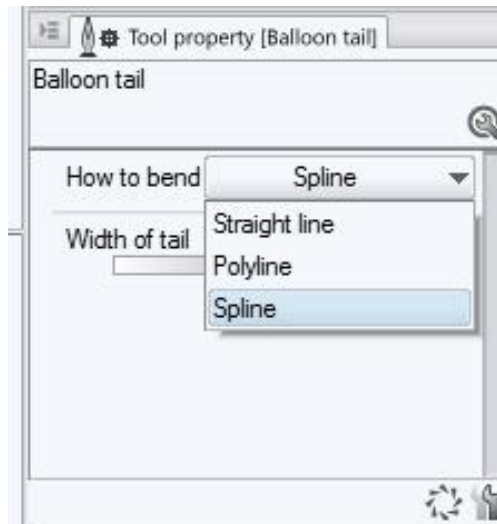 Tool property [Balloon tail]
Balloon tail
How to bend Spline
Width of tail
Straight line
Polyline
Spline